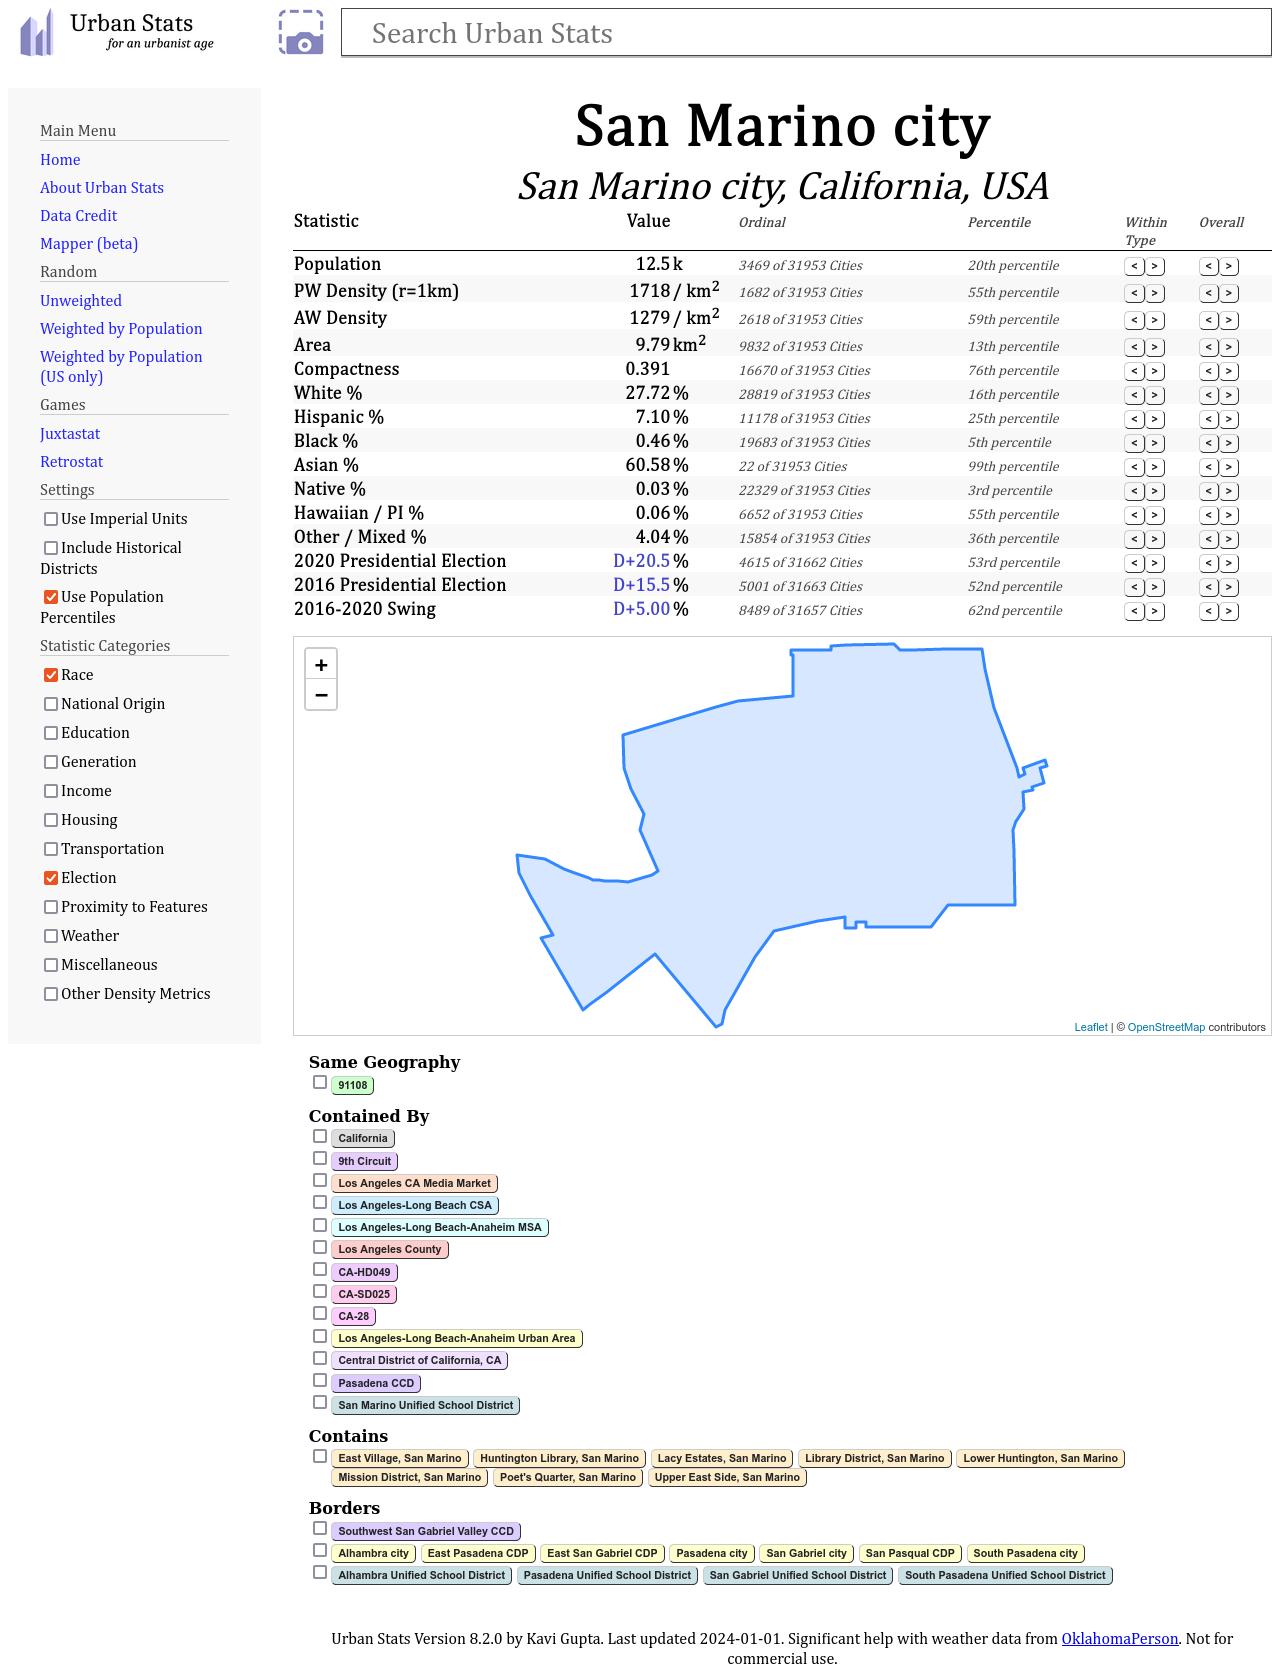 Urban Stats
for an urbanist age
Search Urban Stats
Main Menu
Home
About Urban Stats
Data Credit
Mapper (beta)
Random
Unweighted
Weighted by Population
Weighted by Population
(US only)
Games
Juxtastat
Retrostat
Settings
Use Imperial Units
Include Historical
Districts
Use Population
Percentiles
Statistic Categories
Race
National Origin
Education
Generation
Income
Housing
Transportation
Election
Proximity to Features
Weather
Miscellaneous
Other Density Metrics
San Marino city
San Marino city, California, USA
Statistic Value Ordinal Percentile Within Type Overall
Population 12.5 k 3469 of 31953 Cities 20th percentile < > < >
PW Density (r=1km) 1718 / km² 1682 of 31953 Cities 55th percentile < > < >
AW Density 1279 / km² 2618 of 31953 Cities 59th percentile < > < >
Area 9.79 km² 9832 of 31953 Cities 13th percentile < > < >
Compactness 0.391 16670 of 31953 Cities 76th percentile < > < >
White % 27.72 % 28819 of 31953 Cities 16th percentile < > < >
Hispanic % 7.10 % 11178 of 31953 Cities 25th percentile < > < >
Black % 0.46 % 19683 of 31953 Cities 5th percentile < > < >
Asian % 60.58 % 22 of 31953 Cities 99th percentile < > < >
Native % 0.03 % 22329 of 31953 Cities 3rd percentile < > < >
Hawaiian / PI % 0.06 % 6652 of 31953 Cities 55th percentile < > < >
Other / Mixed % 4.04 % 15854 of 31953 Cities 36th percentile < > < >
2020 Presidential Election D+20.5 % 4615 of 31662 Cities 53rd percentile < > < >
2016 Presidential Election D+15.5 % 5001 of 31663 Cities 52nd percentile < > < >
2016-2020 Swing D+5.00 % 8489 of 31657 Cities 62nd percentile < > < >
+
−
Leaflet | © OpenStreetMap contributors
Same Geography
91108
Contained By
California
9th Circuit
Los Angeles CA Media Market
Los Angeles-Long Beach CSA
Los Angeles-Long Beach-Anaheim MSA
Los Angeles County
CA-HD049
CA-SD025
CA-28
Los Angeles-Long Beach-Anaheim Urban Area
Central District of California, CA
Pasadena CCD
San Marino Unified School District
Contains
East Village, San Marino Huntington Library, San Marino Lacy Estates, San Marino Library District, San Marino Lower Huntington, San Marino
Mission District, San Marino Poet's Quarter, San Marino Upper East Side, San Marino
Borders
Southwest San Gabriel Valley CCD
Alhambra city East Pasadena CDP East San Gabriel CDP Pasadena city San Gabriel city San Pasqual CDP South Pasadena city
Alhambra Unified School District Pasadena Unified School District San Gabriel Unified School District South Pasadena Unified School District
Urban Stats Version 8.2.0 by Kavi Gupta. Last updated 2024-01-01. Significant help with weather data from OklahomaPerson. Not for
commercial use.